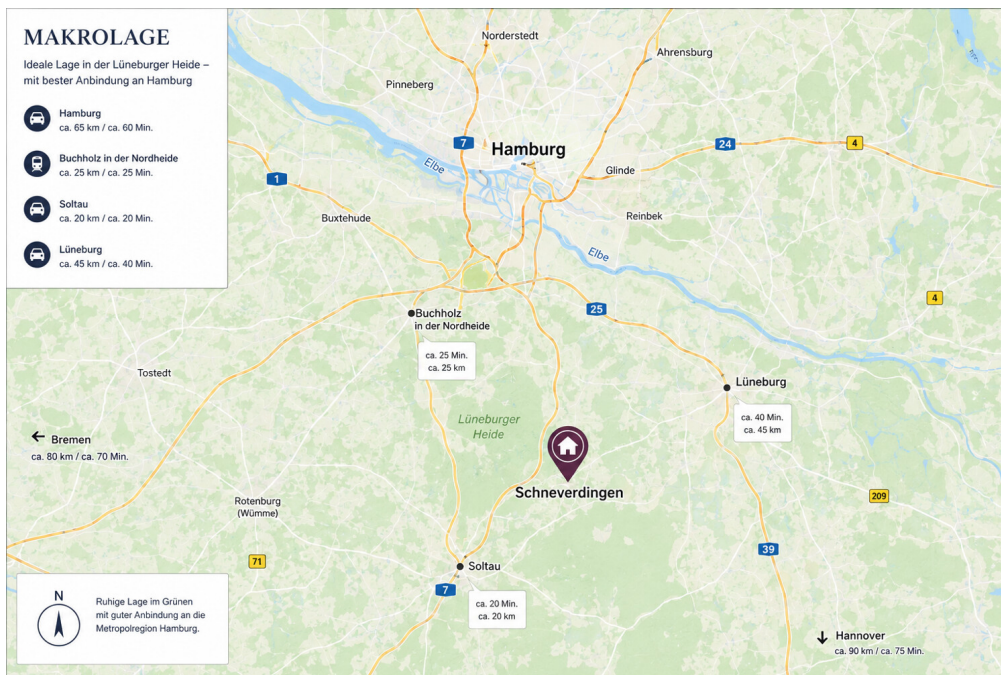 MAKROLAGE
Ideale Lage in der Lüneburger Heide –
mit bester Anbindung an Hamburg
Hamburg
ca. 65 km / ca. 60 Min.
Buchholz in der Nordheide
ca. 25 km / ca. 25 Min.
Soltau
ca. 20 km / ca. 20 Min.
Lüneburg
ca. 45 km / ca. 40 Min.
Norderstedt
Ahrensburg
Pinneberg
7
Hamburg
24
4
Elbe
Glinde
1
Buxtehude
Reinbek
Elbe
4
25
Buchholz
in der Nordheide
ca. 25 Min.
ca. 25 km
Tostedt
Lüneburg
ca. 40 Min.
ca. 45 km
Lüneburger
Heide
← Bremen
ca. 80 km / ca. 70 Min.
Schneverdingen
Rotenburg
(Wümme)
209
71
39
Soltau
7
ca. 20 Min.
ca. 20 km
N
Ruhige Lage im Grünen
mit guter Anbindung an die
Metropolregion Hamburg.
↓ Hannover
ca. 90 km / ca. 75 Min.